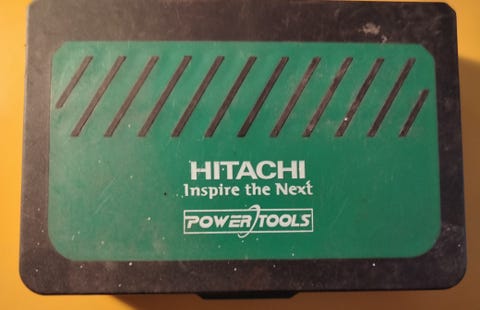 HITACHI
Inspire the Next
POWER TOOLS